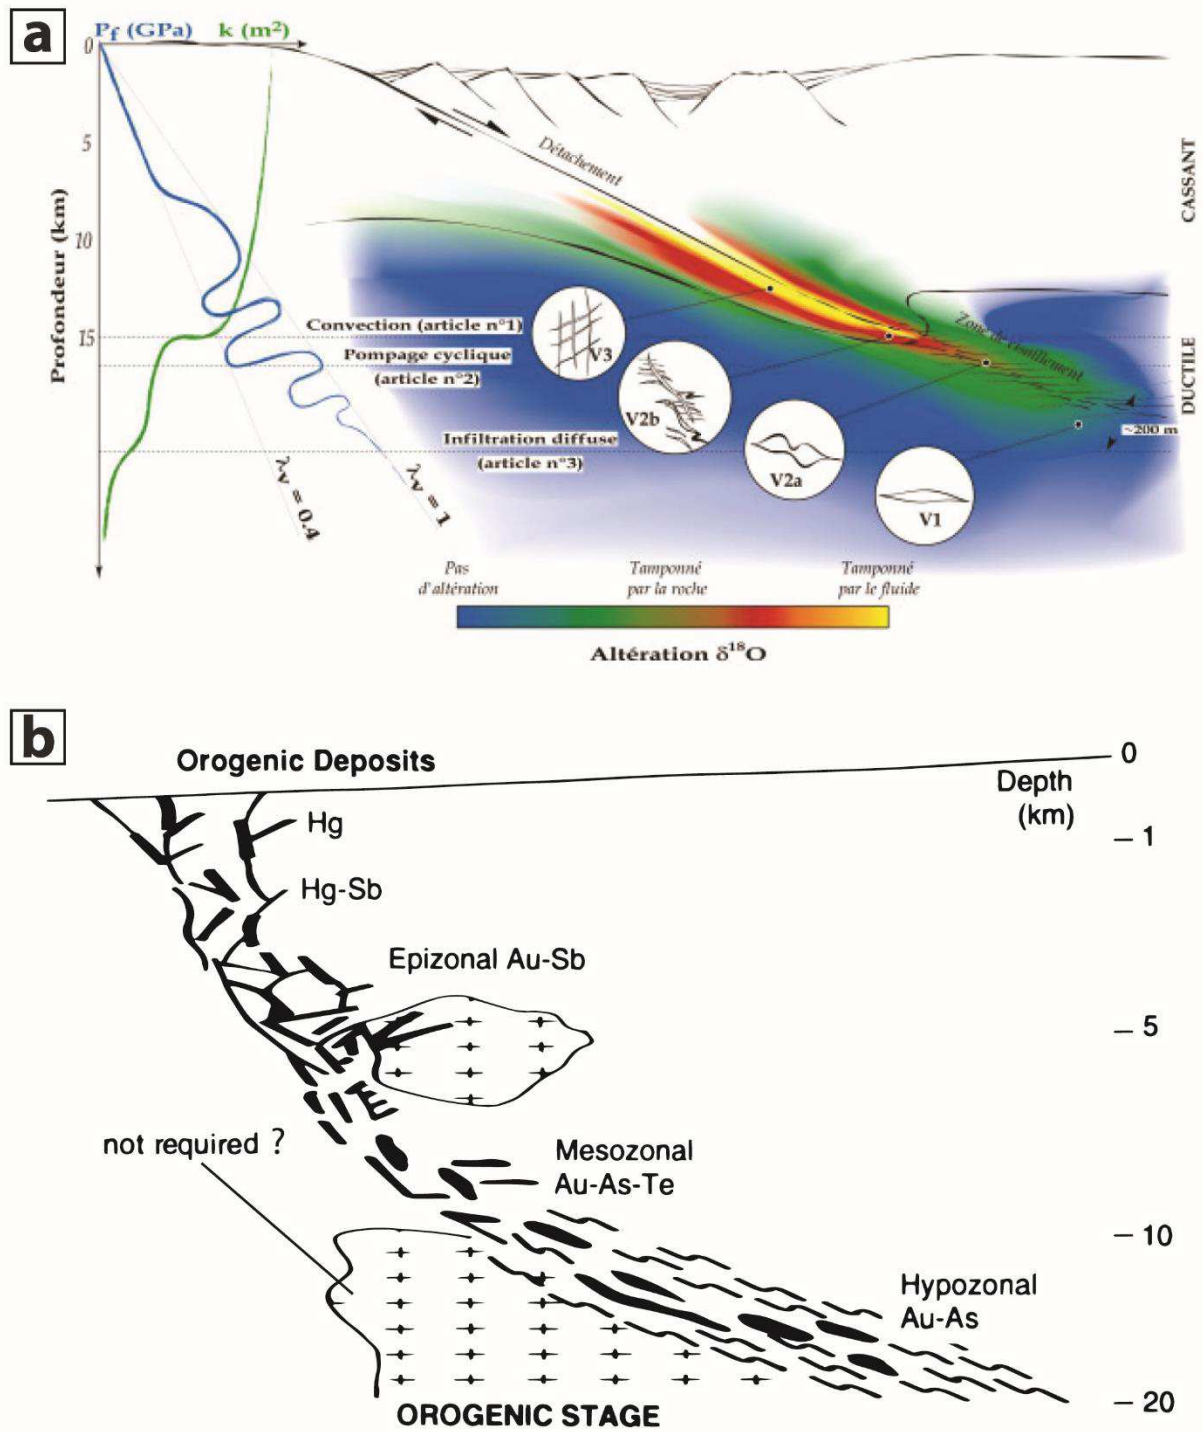 a
P_f (GPa)
k (m²)
0
5
10
15
Profondeur (km)
Détachement
CASSANT
DUCTILE
Convection (article n°1)
Pompage cyclique
(article n°2)
Infiltration diffuse
(article n°3)
V3
V2b
V2a
V1
Zone de cisaillement
~200 m
λ_v = 0.4
λ_v = 1
Pas
d'altération
Tamponné
par la roche
Tamponné
par le fluide
Altération δ¹⁸O
b
Orogenic Deposits
0
Depth
(km)
1
Hg
Hg-Sb
Epizonal Au-Sb
5
not required ?
Mesozonal
Au-As-Te
10
Hypozonal
Au-As
20
OROGENIC STAGE